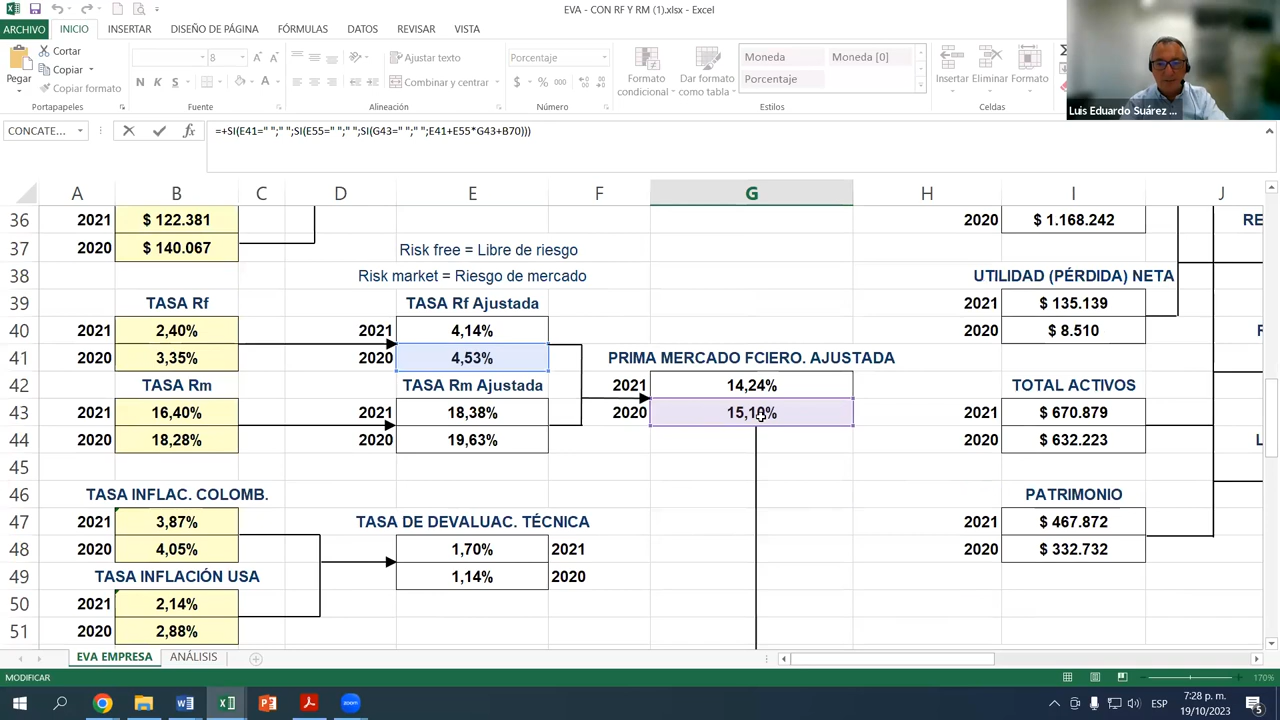 EVA - CON RF Y RM (1).xlsx - Excel
ARCHIVO INICIO INSERTAR DISEÑO DE PÁGINA FÓRMULAS DATOS REVISAR VISTA
Pegar
Cortar
Copiar
Copiar formato
Portapapeles
8
N K S
Fuente
Ajustar texto
Combinar y centrar
Alineación
Porcentaje
$ % 000
Número
Formato condicional
Dar formato como tabla
Moneda
Moneda [0]
Porcentaje
Estilos
Insertar Eliminar Formato
Celdas
Luis Eduardo Suárez ...
CONCATE...
=+SI(E41=" ";" ";SI(E55=" ";" ";SI(G43=" ";" ";E41+E55*G43+B70)))
A B C D E F G H I J
36 2021 $ 122.381 2020 $ 1.168.242 RE
37 2020 $ 140.067 Risk free = Libre de riesgo
38 Risk market = Riesgo de mercado UTILIDAD (PÉRDIDA) NETA
39 TASA Rf TASA Rf Ajustada 2021 $ 135.139
40 2021 2,40% 2021 4,14% 2020 $ 8.510
41 2020 3,35% 2020 4,53% PRIMA MERCADO FCIERO. AJUSTADA
42 TASA Rm TASA Rm Ajustada 2021 14,24% TOTAL ACTIVOS
43 2021 16,40% 2021 18,38% 2020 2021 $ 670.879
44 2020 18,28% 2020 19,63% 2020 $ 632.223
45
46 TASA INFLAC. COLOMB. PATRIMONIO
47 2021 3,87% TASA DE DEVALUAC. TÉCNICA 2021 $ 467.872
48 2020 4,05% 1,70% 2021 2020 $ 332.732
49 TASA INFLACIÓN USA 1,14% 2020
50 2021 2,14%
51 2020 2,88%
EVA EMPRESA ANÁLISIS
MODIFICAR 170%
ESP 7:28 p. m.
19/10/2023
5